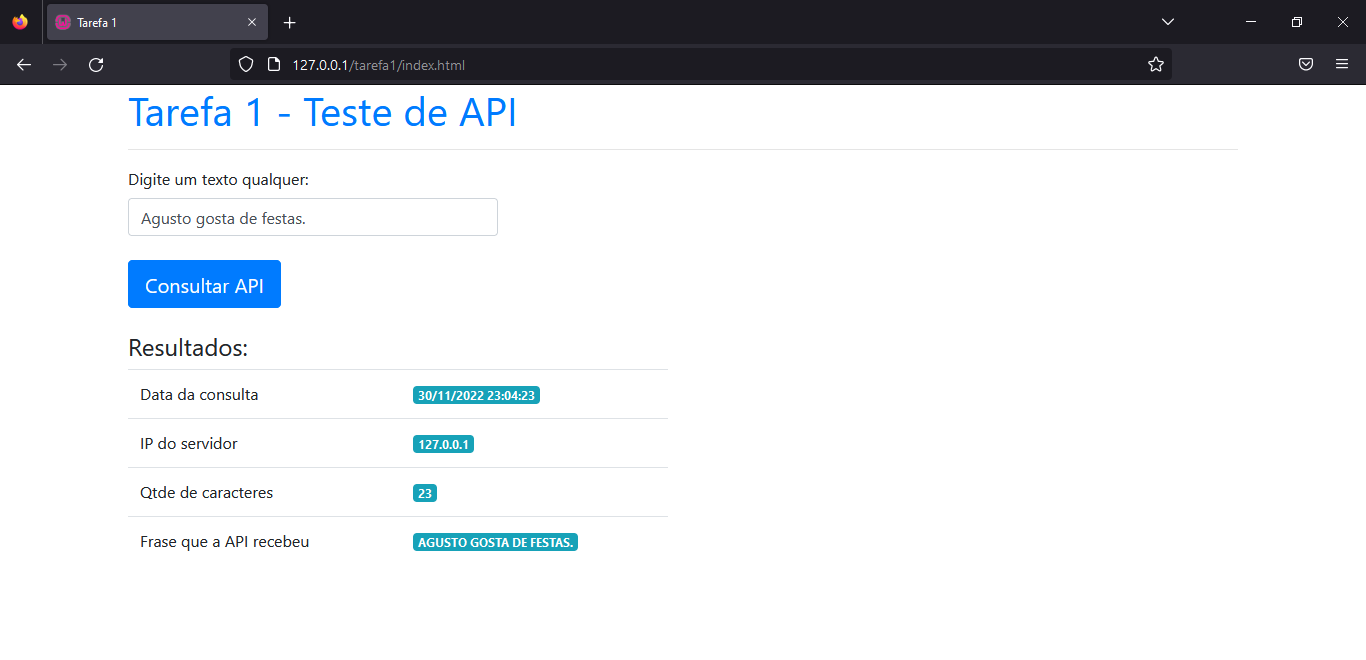 Tarefa 1
127.0.0.1/tarefa1/index.html
Tarefa 1 - Teste de API
Digite um texto qualquer:
Agusto gosta de festas.
Consultar API
Resultados:
Data da consulta 30/11/2022 23:04:23
IP do servidor 127.0.0.1
Qtde de caracteres 23
Frase que a API recebeu AGUSTO GOSTA DE FESTAS.